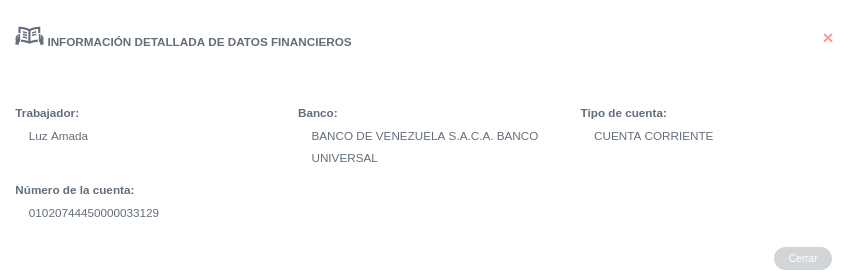 INFORMACIÓN DETALLADA DE DATOS FINANCIEROS
Trabajador:
Banco:
Tipo de cuenta:
Luz Amada
BANCO DE VENEZUELA S.A.C.A. BANCO
CUENTA CORRIENTE
UNIVERSAL
Número de la cuenta:
01020744450000033129
Cerrar